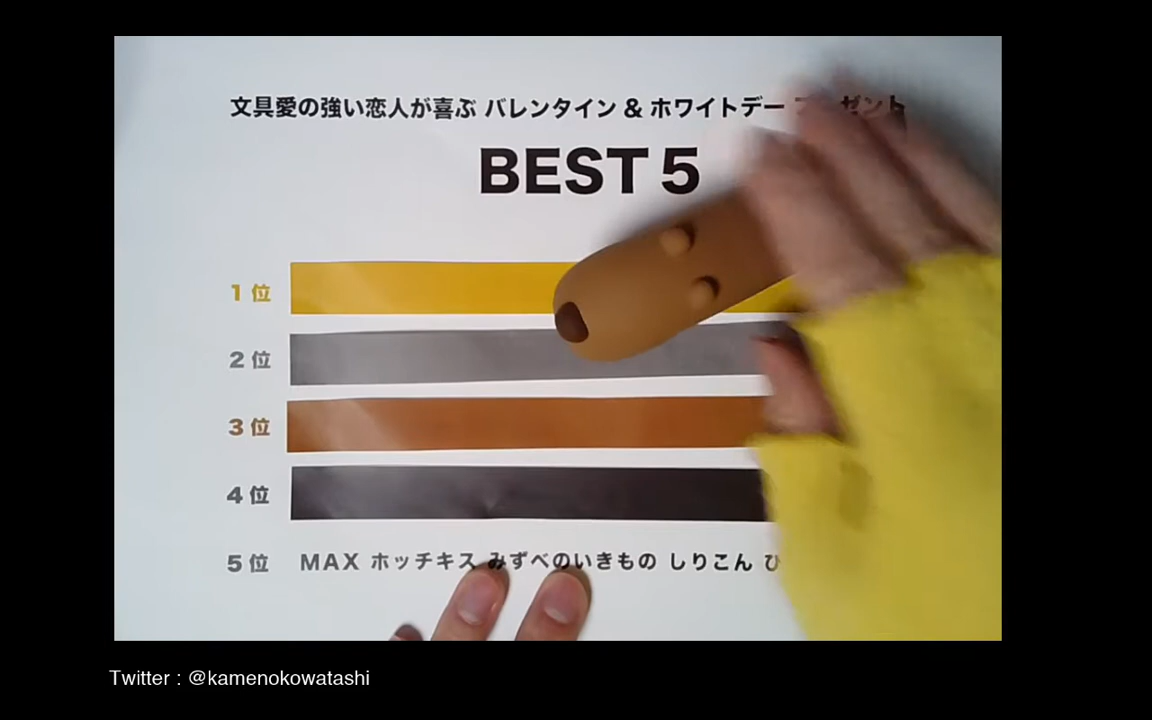 文具愛の強い恋人が喜ぶ バレンタイン & ホワイトデー
BEST 5
1 位
2 位
3 位
4 位
5 位 MAX ホッチキス みずべのいきもの しりこん ひ
Twitter : @kamenokowatashi